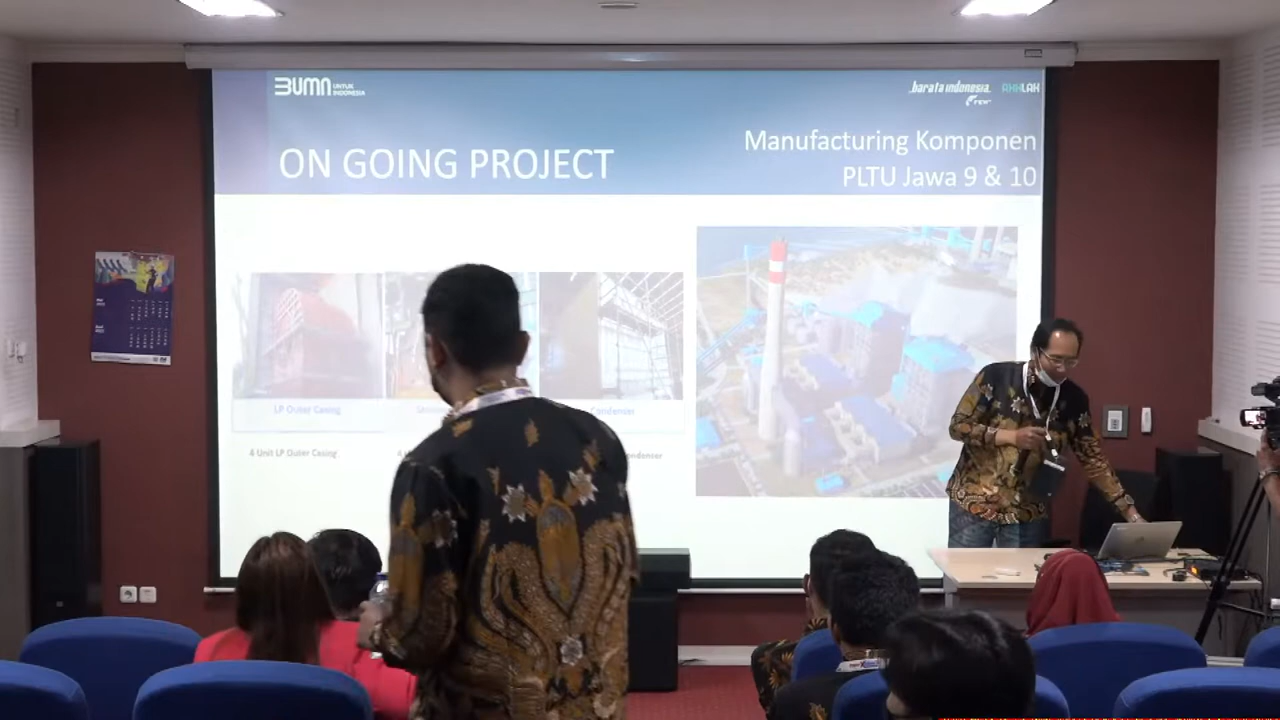 BUMN UNTUK INDONESIA
barata indonesia
AKHLAK
ON GOING PROJECT
Manufacturing Komponen
PLTU Jawa 9 & 10
LP Outer Casing
Condenser
4 Unit LP Outer Casing